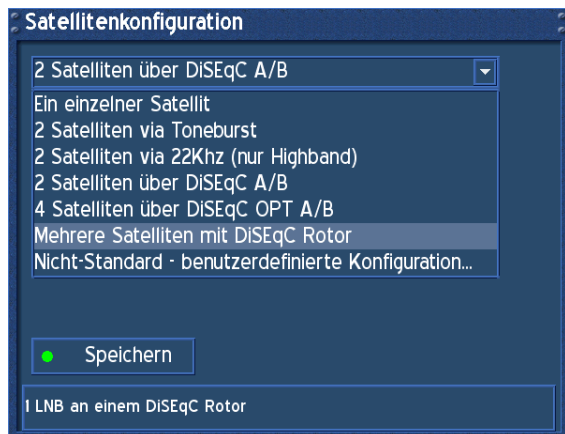 Satellitenkonfiguration
2 Satelliten über DiSEqC A/B
Ein einzelner Satellit
2 Satelliten via Toneburst
2 Satelliten via 22Khz (nur Highband)
2 Satelliten über DiSEqC A/B
4 Satelliten über DiSEqC OPT A/B
Mehrere Satelliten mit DiSEqC Rotor
Nicht-Standard - benutzerdefinierte Konfiguration...
Speichern
1 LNB an einem DiSEqC Rotor